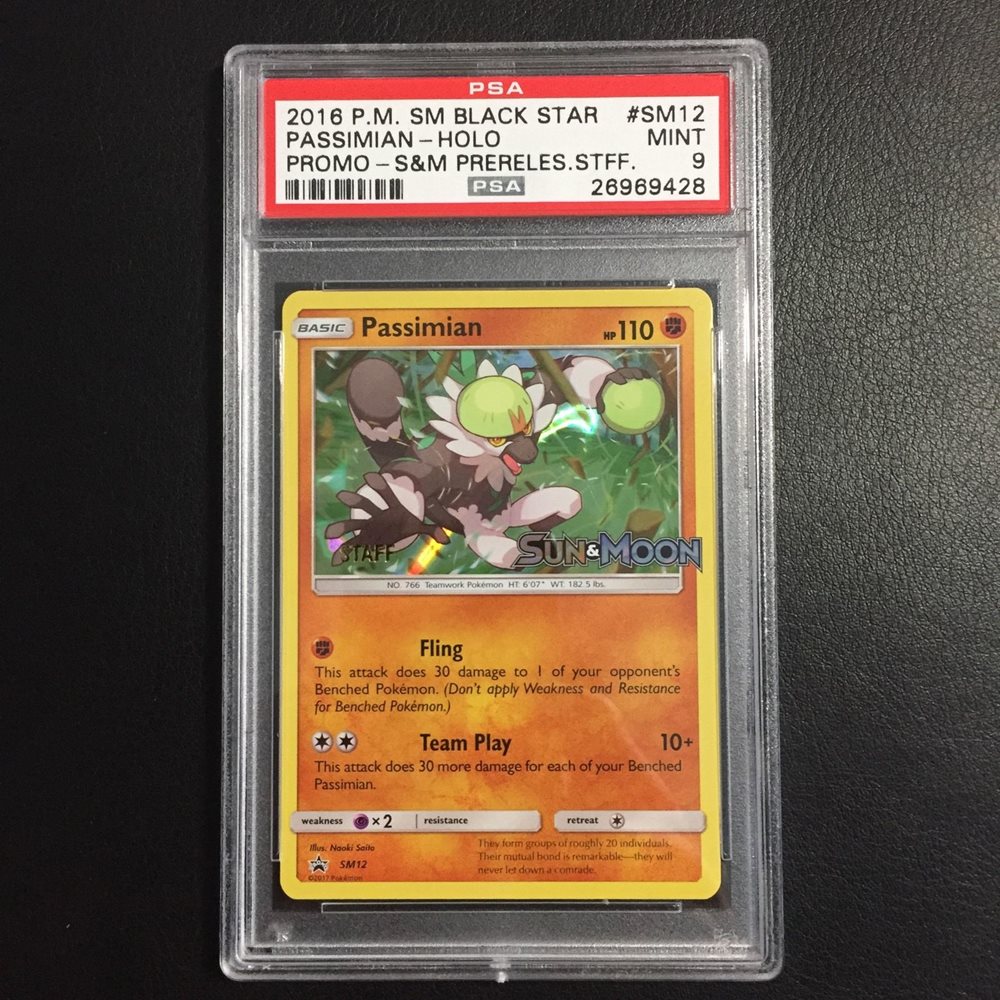 PSA
2016 P.M. SM BLACK STAR #SM12
PASSIMIAN-HOLO MINT
PROMO-S&M PRERELES.STFF. 9
PSA 26969428
BASIC Passimian HP 110
STAFF SUN & MOON
NO. 766 Teamwork Pokémon HT: 6'07" WT: 182.5 lbs.
Fling
This attack does 30 damage to 1 of your opponent's
Benched Pokémon. (Don't apply Weakness and Resistance
for Benched Pokémon.)
Team Play 10+
This attack does 30 more damage for each of your Benched
Passimian.
weakness ×2 resistance retreat
Illus. Naoki Saito
SM12
©2017 Pokémon
They form groups of roughly 20 individuals.
Their mutual bond is remarkable—they will
never let down a comrade.